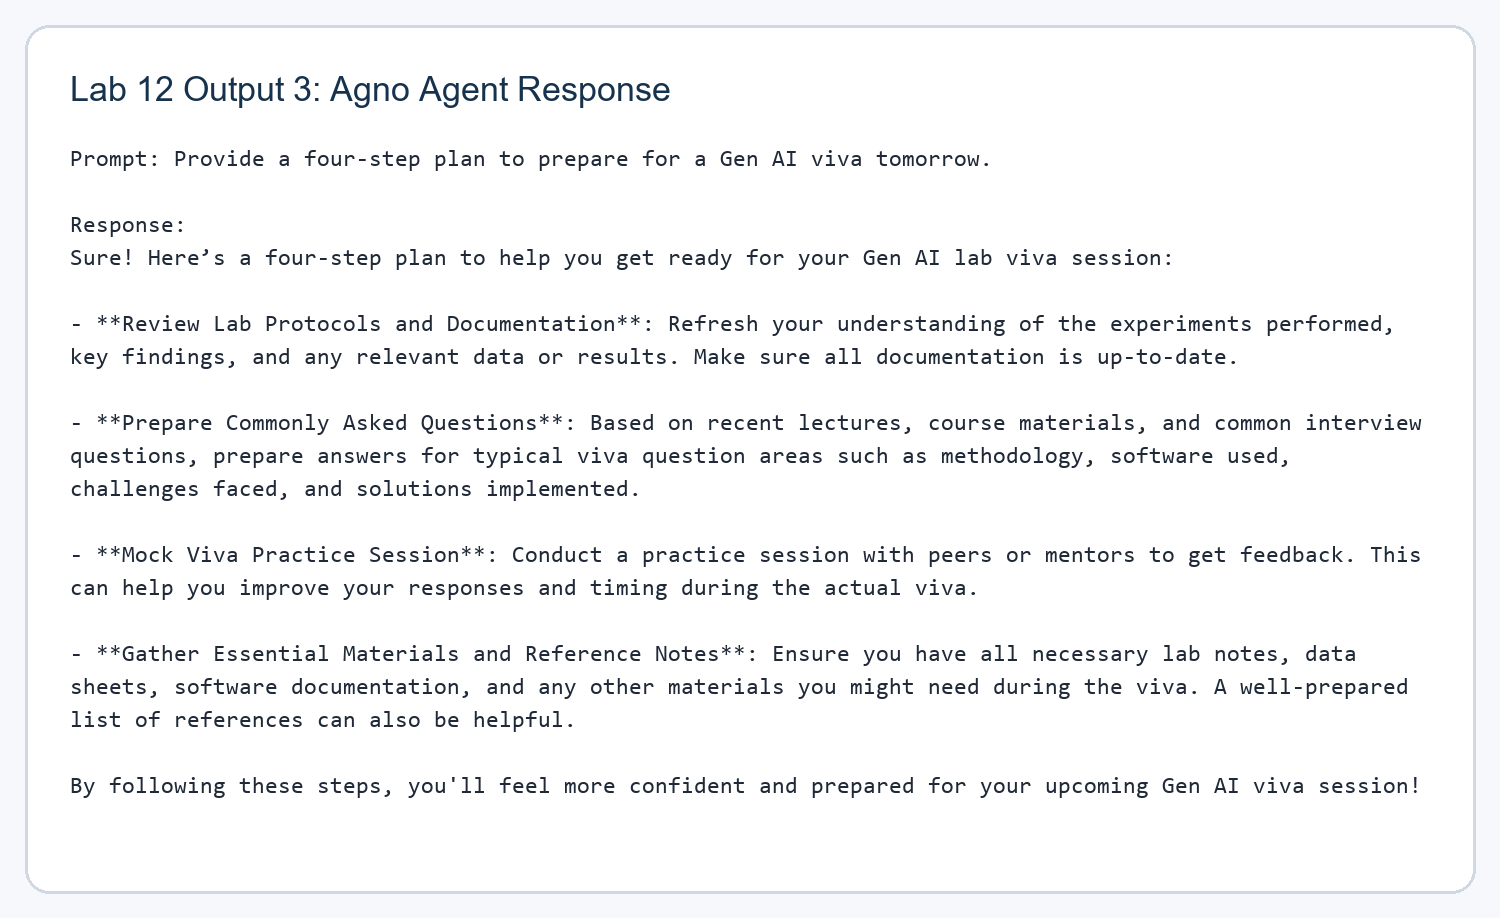 Lab 12 Output 3: Agno Agent Response
Prompt: Provide a four-step plan to prepare for a Gen AI viva tomorrow.
Response:
Sure! Here’s a four-step plan to help you get ready for your Gen AI lab viva session:
- **Review Lab Protocols and Documentation**: Refresh your understanding of the experiments performed,
key findings, and any relevant data or results. Make sure all documentation is up-to-date.
- **Prepare Commonly Asked Questions**: Based on recent lectures, course materials, and common interview
questions, prepare answers for typical viva question areas such as methodology, software used,
challenges faced, and solutions implemented.
- **Mock Viva Practice Session**: Conduct a practice session with peers or mentors to get feedback. This
can help you improve your responses and timing during the actual viva.
- **Gather Essential Materials and Reference Notes**: Ensure you have all necessary lab notes, data
sheets, software documentation, and any other materials you might need during the viva. A well-prepared
list of references can also be helpful.
By following these steps, you'll feel more confident and prepared for your upcoming Gen AI viva session!